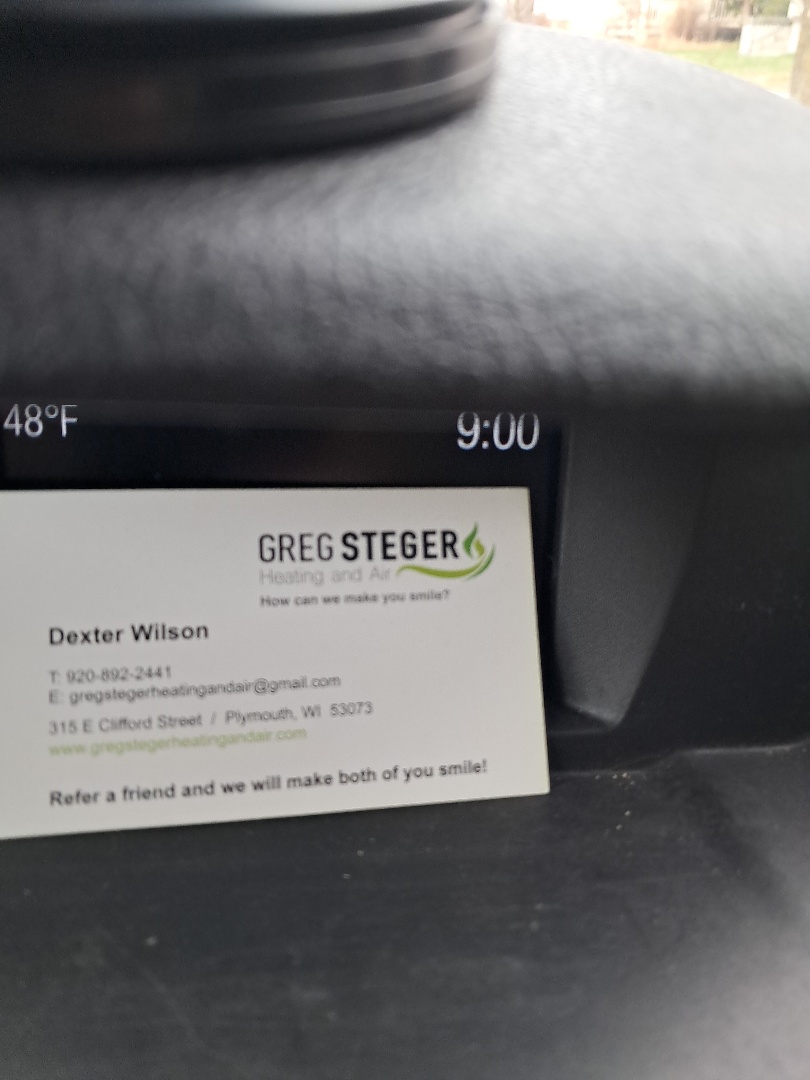 48°F
9:00
GREG STEGER
Heating and Air
How can we make you smile?
Dexter Wilson
T: 920-892-2441
E: gregstegerheatingandair@gmail.com
315 E Clifford Street / Plymouth, WI 53073
www.gregstegerheatingandair.com
Refer a friend and we will make both of you smile!